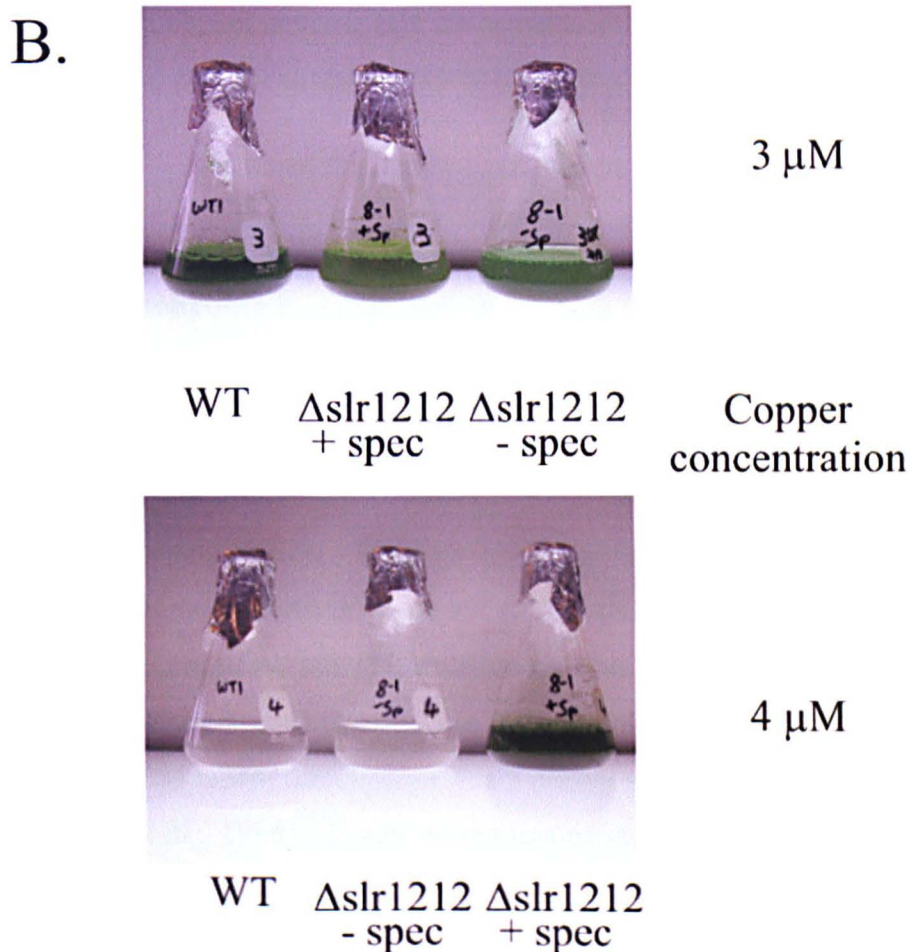 B.
WT1
3
8-1
+Sp
3
8-1
-Sp
3 µM
WT
Δslr1212
+ spec
Δslr1212
- spec
Copper
concentration
WT1
4
8-1
-Sp
4
8-1
+Sp
4 µM
WT
Δslr1212
- spec
Δslr1212
+ spec